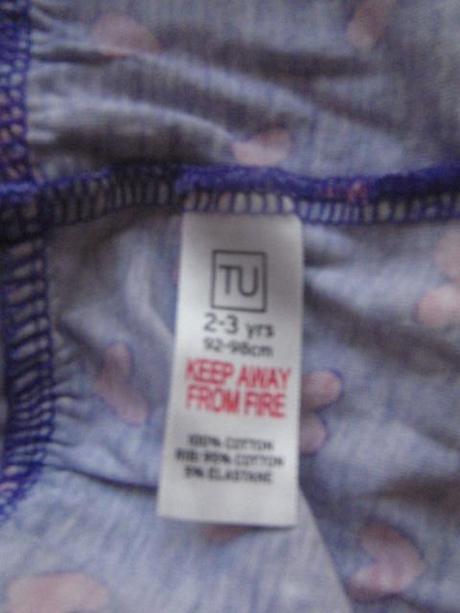 TU
2-3 yrs
92-98cm
KEEP AWAY
FROM FIRE
100% COTTON
RIB: 95% COTTON
5% ELASTANE